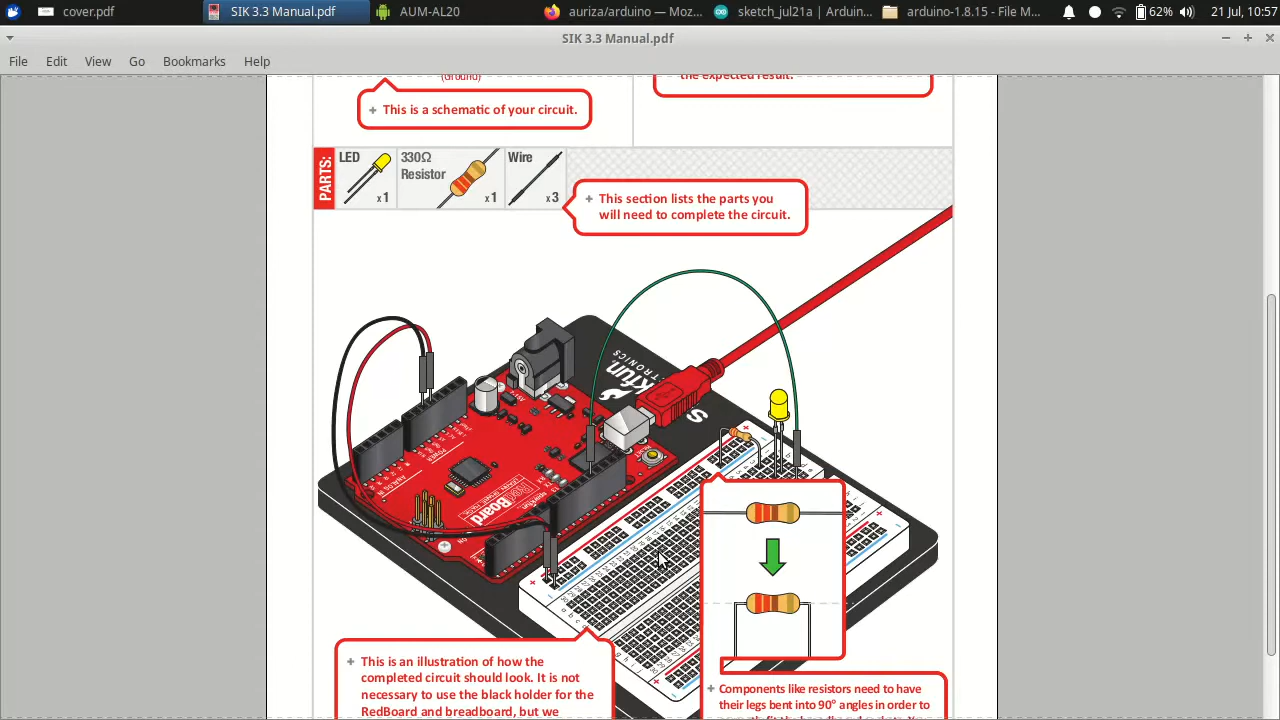 cover.pdf
SIK 3.3 Manual.pdf
AUM-AL20
auriza/arduino — Moz...
sketch_jul21a | Arduin...
arduino-1.8.15 - File M...
62%
21 Jul, 10:57
SIK 3.3 Manual.pdf
File Edit View Go Bookmarks Help
(Ground)
the expected result.
+ This is a schematic of your circuit.
PARTS:
LED
x1
330Ω
Resistor
x1
Wire
x3
+ This section lists the parts you
will need to complete the circuit.
+ This is an illustration of how the
completed circuit should look. It is not
necessary to use the black holder for the
RedBoard and breadboard, but we
+ Components like resistors need to have
their legs bent into 90° angles in order to